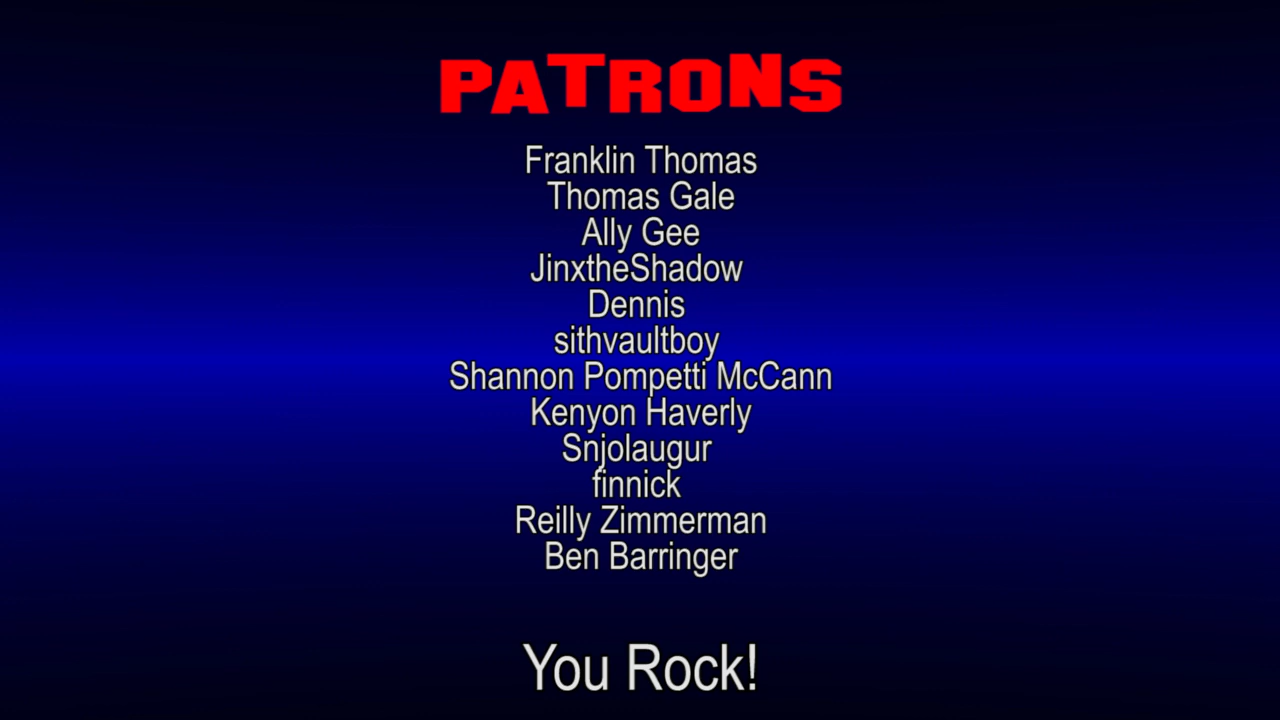 PATRONS
Franklin Thomas
Thomas Gale
Ally Gee
JinxtheShadow
Dennis
sithvaultboy
Shannon Pompetti McCann
Kenyon Haverly
Snjolaugur
finnick
Reilly Zimmerman
Ben Barringer
You Rock!